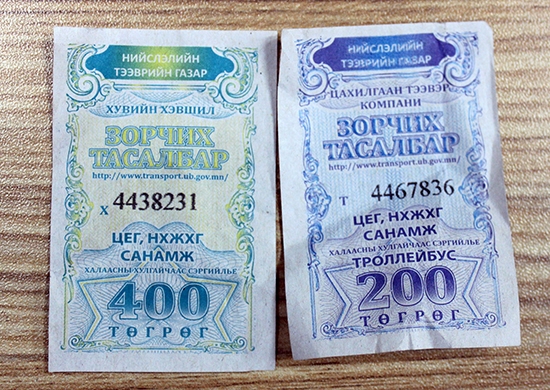 НИЙСЛЭЛИЙН
ТЭЭВРИЙН ГАЗАР
ХУВИЙН ХЭВШИЛ
ЗОРЧИХ
ТАСАЛБАР
http://www.transport.ub.gov.mn/
Х 4438231
ЦЕГ, НХЖХГ
САНАМЖ
ХАЛААСНЫ ХУЛГАЙЧААС СЭРГИЙЛЬЕ
400
ТӨГРӨГ
НИЙСЛЭЛИЙН
ТЭЭВРИЙН ГАЗАР
ЦАХИЛГААН ТЭЭВЭР
КОМПАНИ
ЗОРЧИХ
ТАСАЛБАР
http://www.transport.ub.gov.mn/
Т 4467836
ЦЕГ, НХЖХГ
САНАМЖ
ХАЛААСНЫ ХУЛГАЙЧААС СЭРГИЙЛЬЕ
ТРОЛЛЕЙБУС
200
ТӨГРӨГ